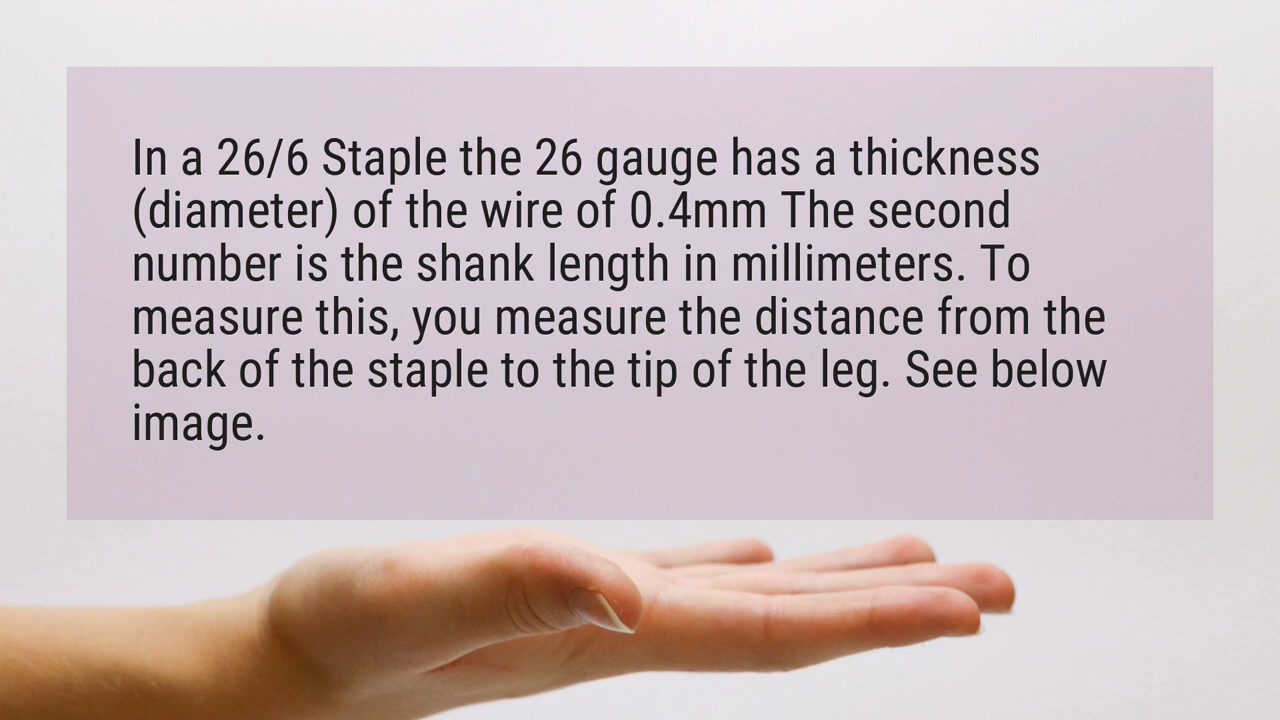 In a 26/6 Staple the 26 gauge has a thickness
(diameter) of the wire of 0.4mm The second
number is the shank length in millimeters. To
measure this, you measure the distance from the
back of the staple to the tip of the leg. See below
image.